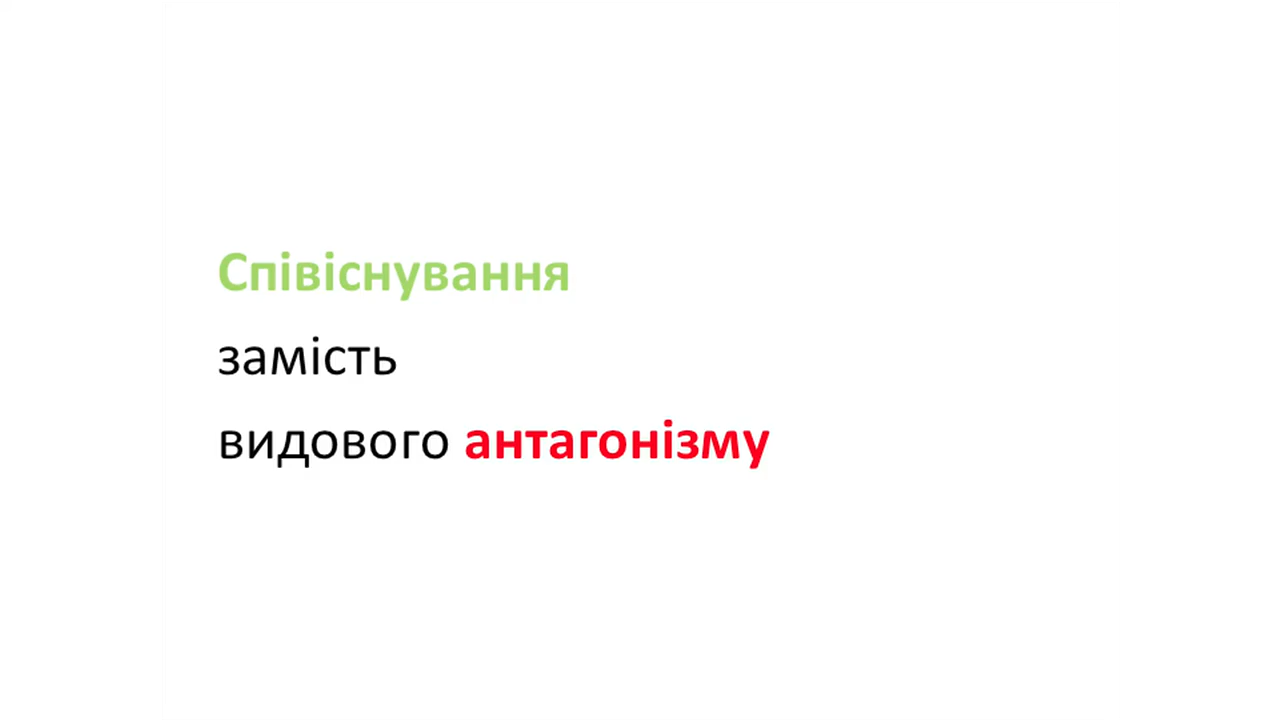 Співіснування
замість
видового антагонізму